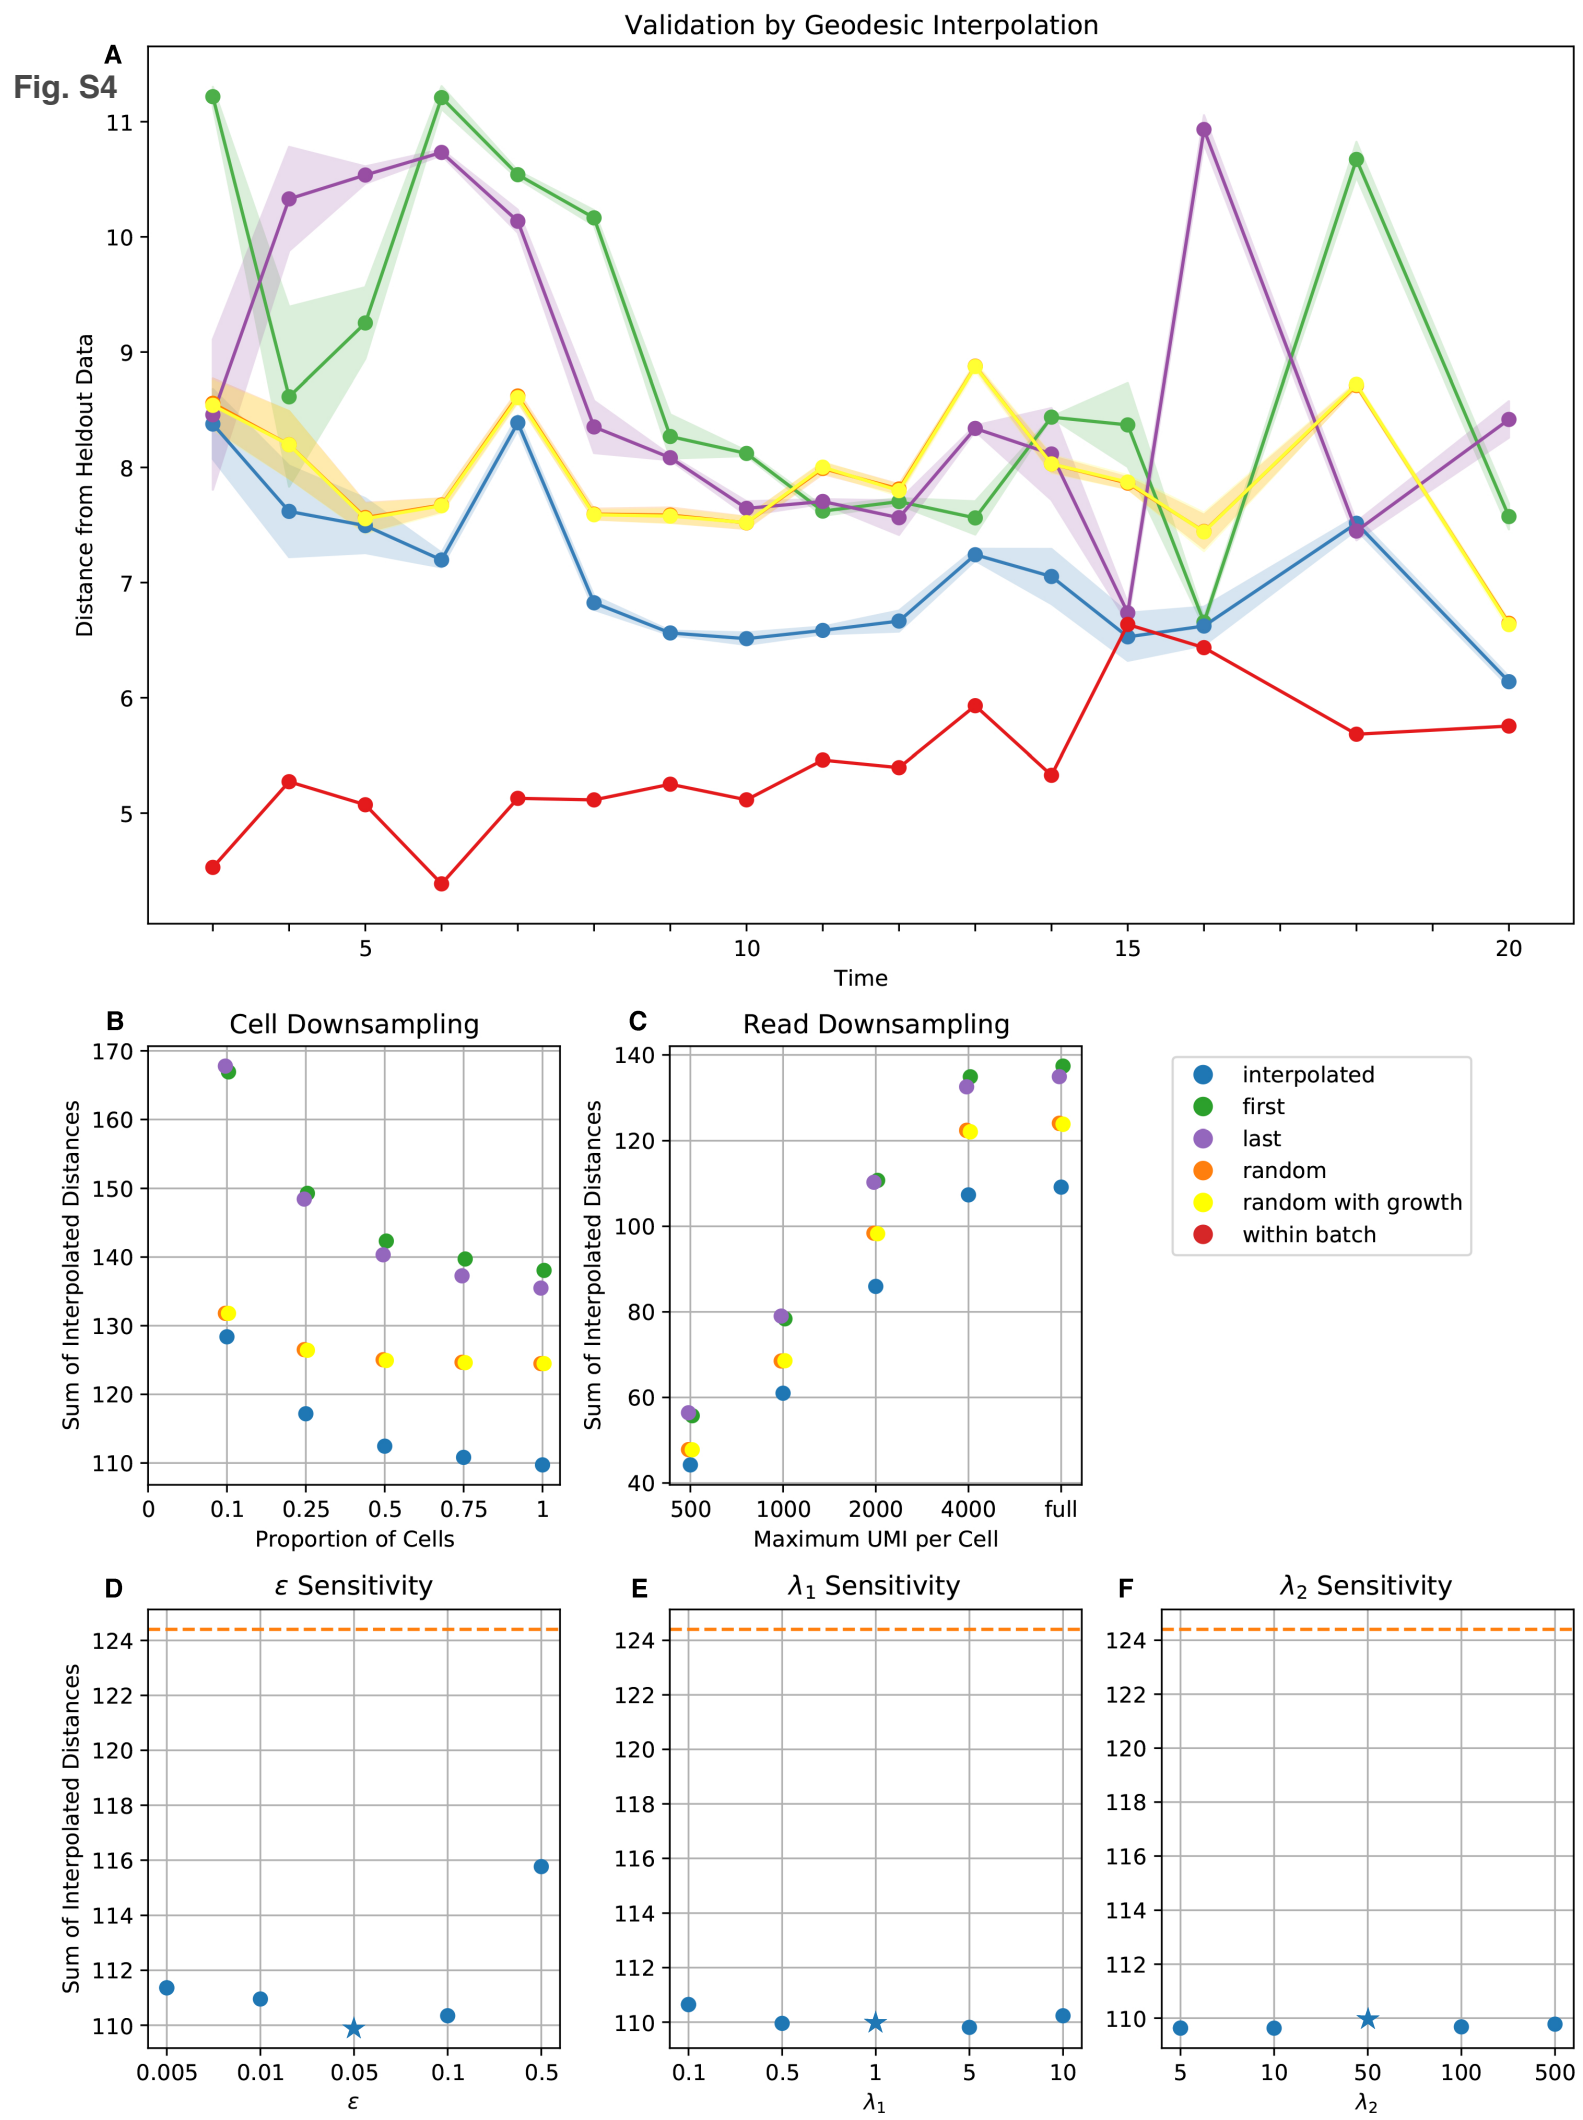 Validation by Geodesic Interpolation
A
Fig. S4
11
10
9
8
7
6
5
Distance from Heldout Data
5 10 15 20
Time
B
Cell Downsampling
170
160
150
140
130
120
110
Sum of Interpolated Distances
0 0.1 0.25 0.5 0.75 1
Proportion of Cells
C
Read Downsampling
140
120
100
80
60
40
Sum of Interpolated Distances
500 1000 2000 4000 full
Maximum UMI per Cell
interpolated
first
last
random
random with growth
within batch
D
ε Sensitivity
124
122
120
118
116
114
112
110
Sum of Interpolated Distances
0.005 0.01 0.05 0.1 0.5
ε
E
λ₁ Sensitivity
124
122
120
118
116
114
112
110
0.1 0.5 1 5 10
λ₁
F
λ₂ Sensitivity
124
122
120
118
116
114
112
110
5 10 50 100 500
λ₂